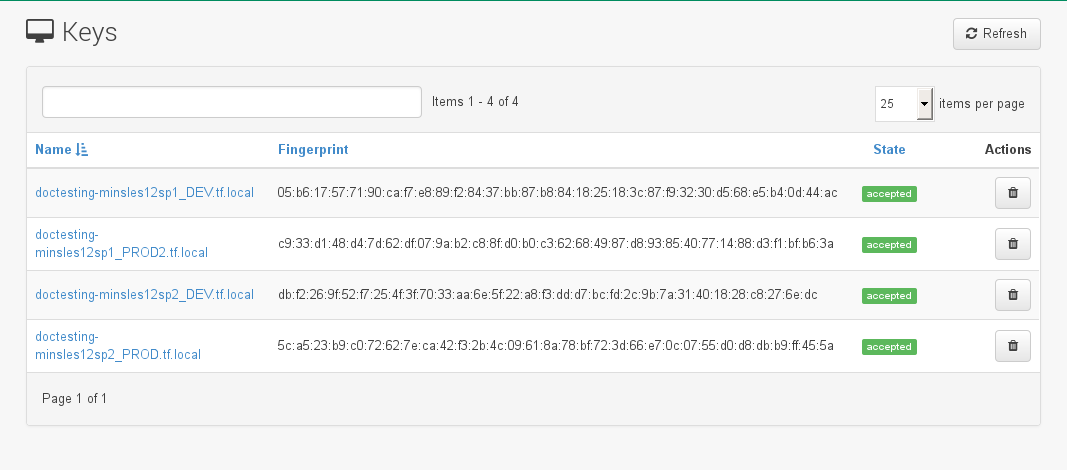 Keys
Refresh
Items 1 - 4 of 4
25 items per page
Name Fingerprint State Actions
doctesting-minsles12sp1_DEV.tf.local 05:b6:17:57:71:90:ca:f7:e8:89:f2:84:37:bb:87:b8:84:18:25:18:3c:87:f9:32:30:d5:68:e5:b4:0d:44:ac accepted
doctesting-
minsles12sp1_PROD2.tf.local c9:33:d1:48:d4:7d:62:df:07:9a:b2:c8:8f:d0:b0:c3:62:68:49:87:d8:93:85:40:77:14:88:d3:f1:bf:b6:3a accepted
doctesting-minsles12sp2_DEV.tf.local db:f2:26:9f:52:f7:25:4f:3f:70:33:aa:6e:5f:22:a8:f3:dd:d7:bc:fd:2c:9b:7a:31:40:18:28:c8:27:6e:dc accepted
doctesting-
minsles12sp2_PROD.tf.local 5c:a5:23:b9:c0:72:62:7e:ca:42:f3:2b:4c:09:61:8a:78:bf:72:3d:66:e7:0c:07:55:d0:d8:db:b9:ff:45:5a accepted
Page 1 of 1